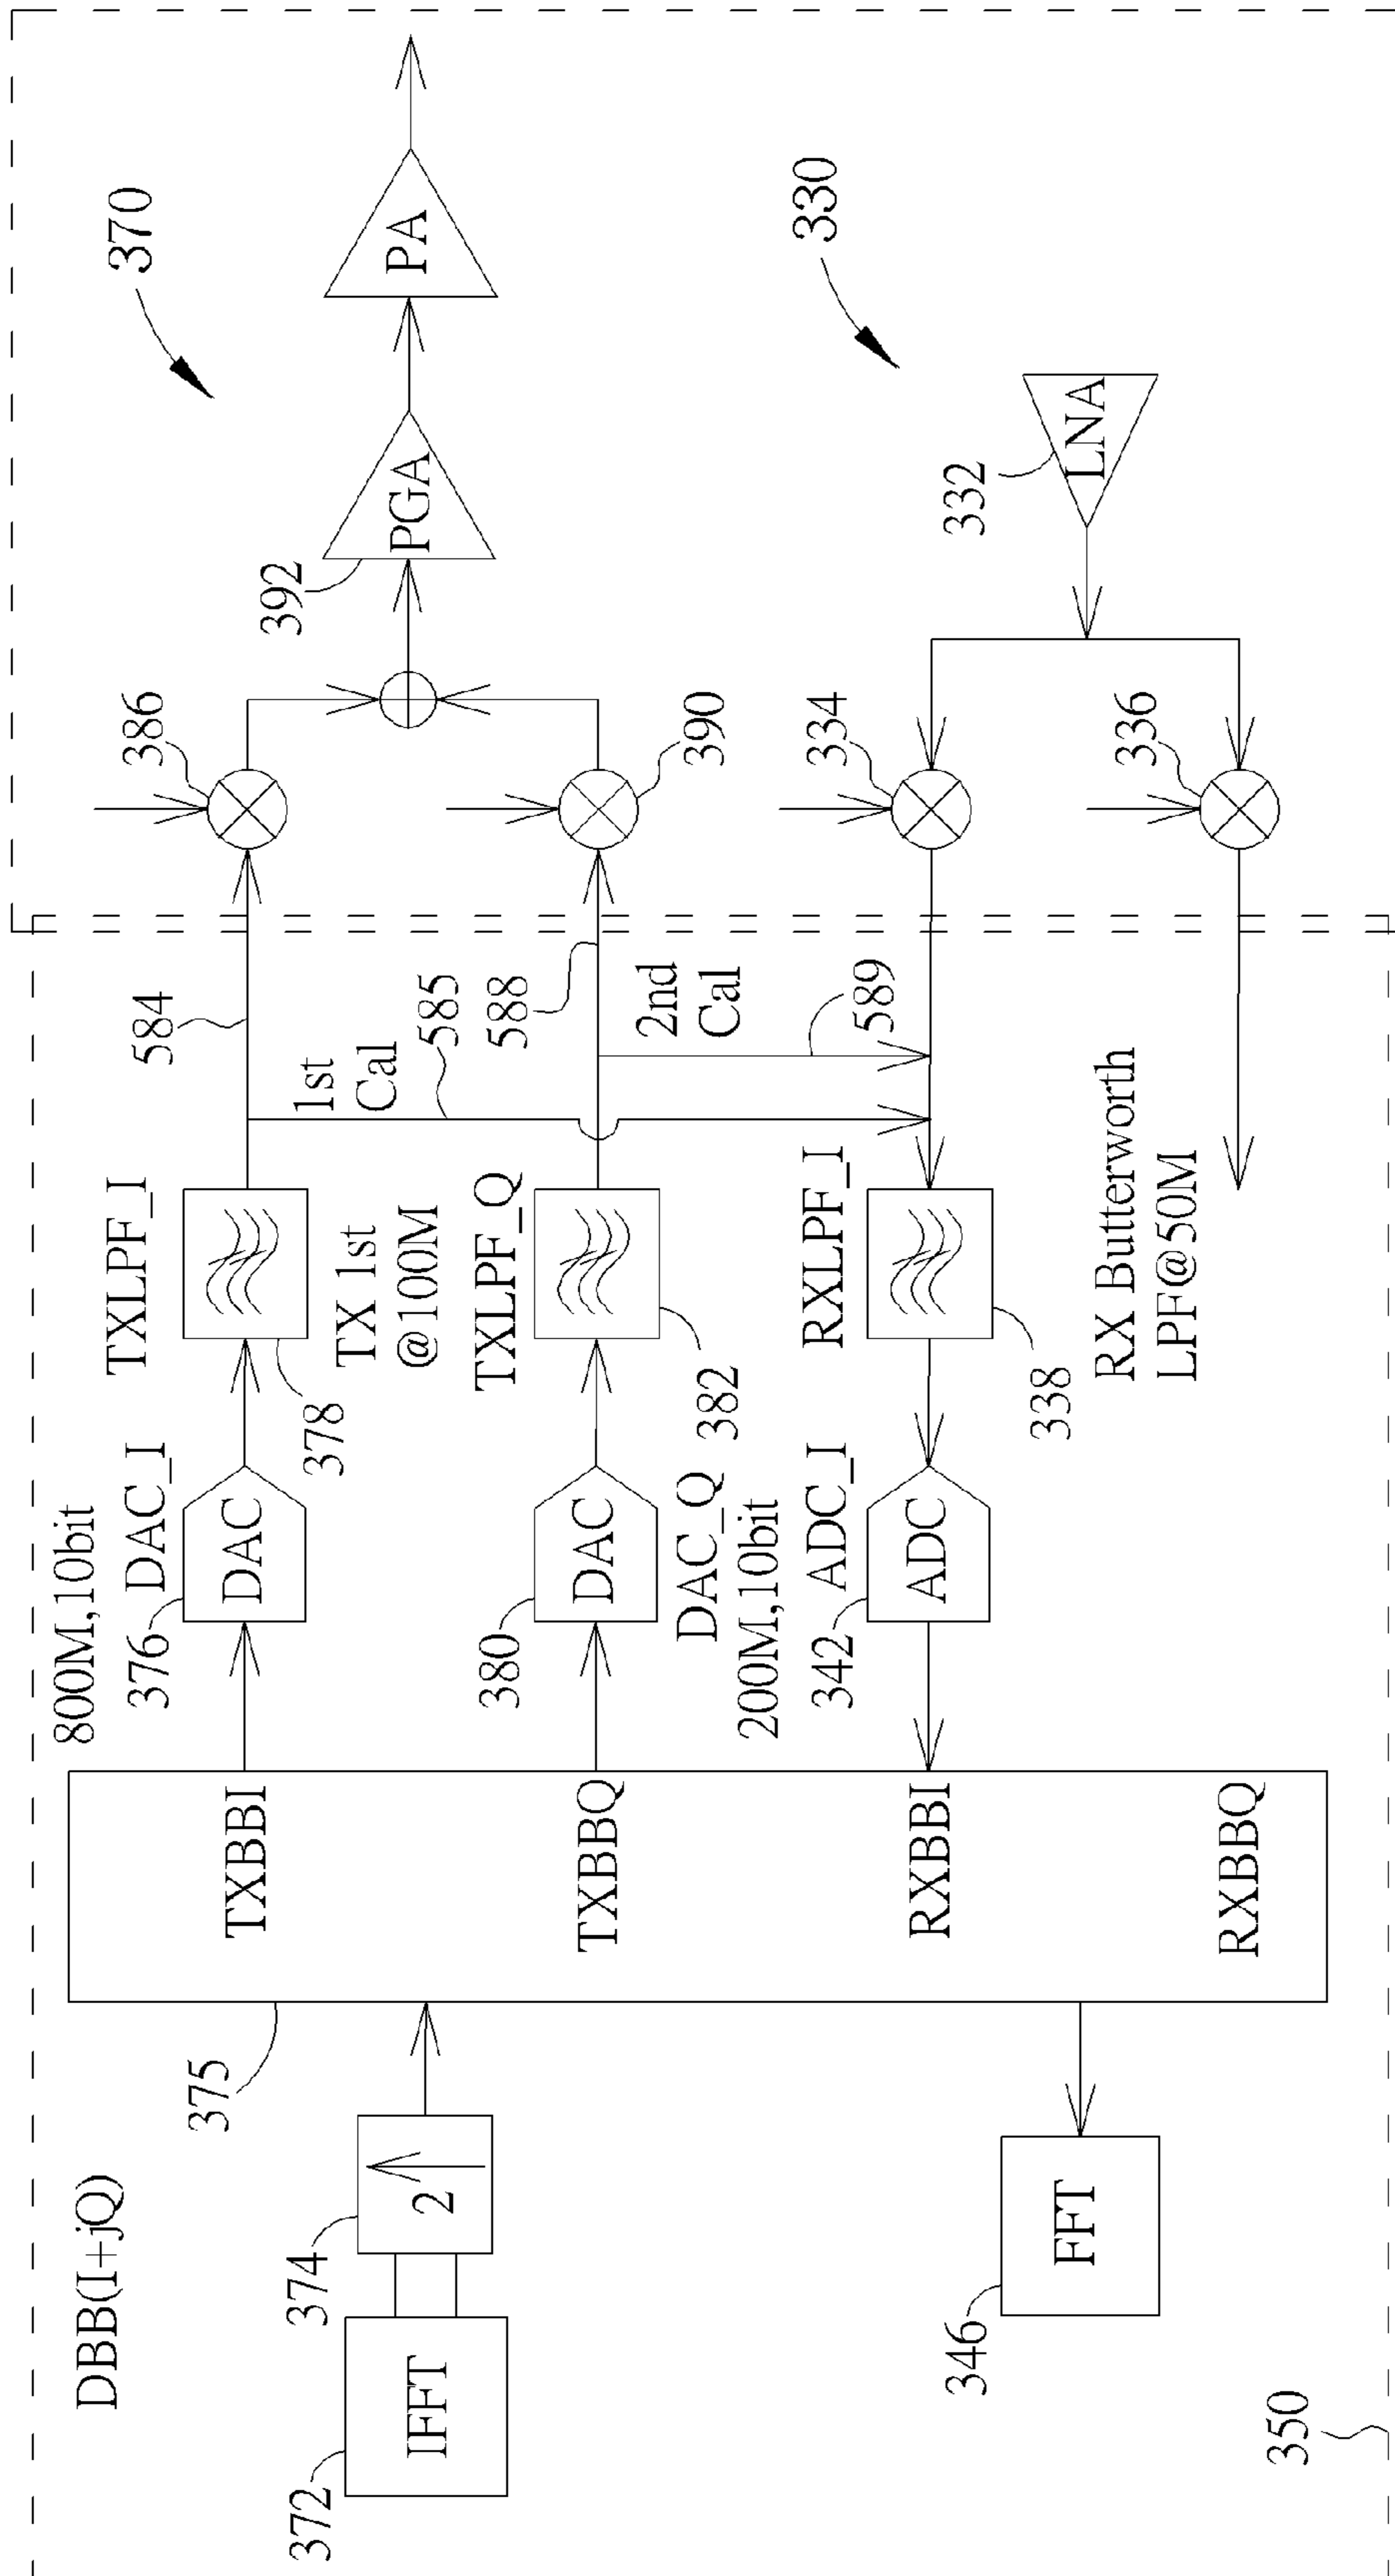 DBB(I+jQ)
372
IFFT
374
2
375
346
FFT
350
TXBBI
TXBBQ
RXBBI
RXBBQ
800M,10bit
376
DAC_I
DAC
378
TXLPF_I
TX 1st
@100M
380
DAC
DAC_Q
382
TXLPF_Q
200M,10bit
342
ADC_I
ADC
338
RXLPF_I
RX Butterworth
LPF@50M
584
1st
Cal
585
588
2nd
Cal
589
386
390
334
336
392
PGA
PA
370
332
LNA
330